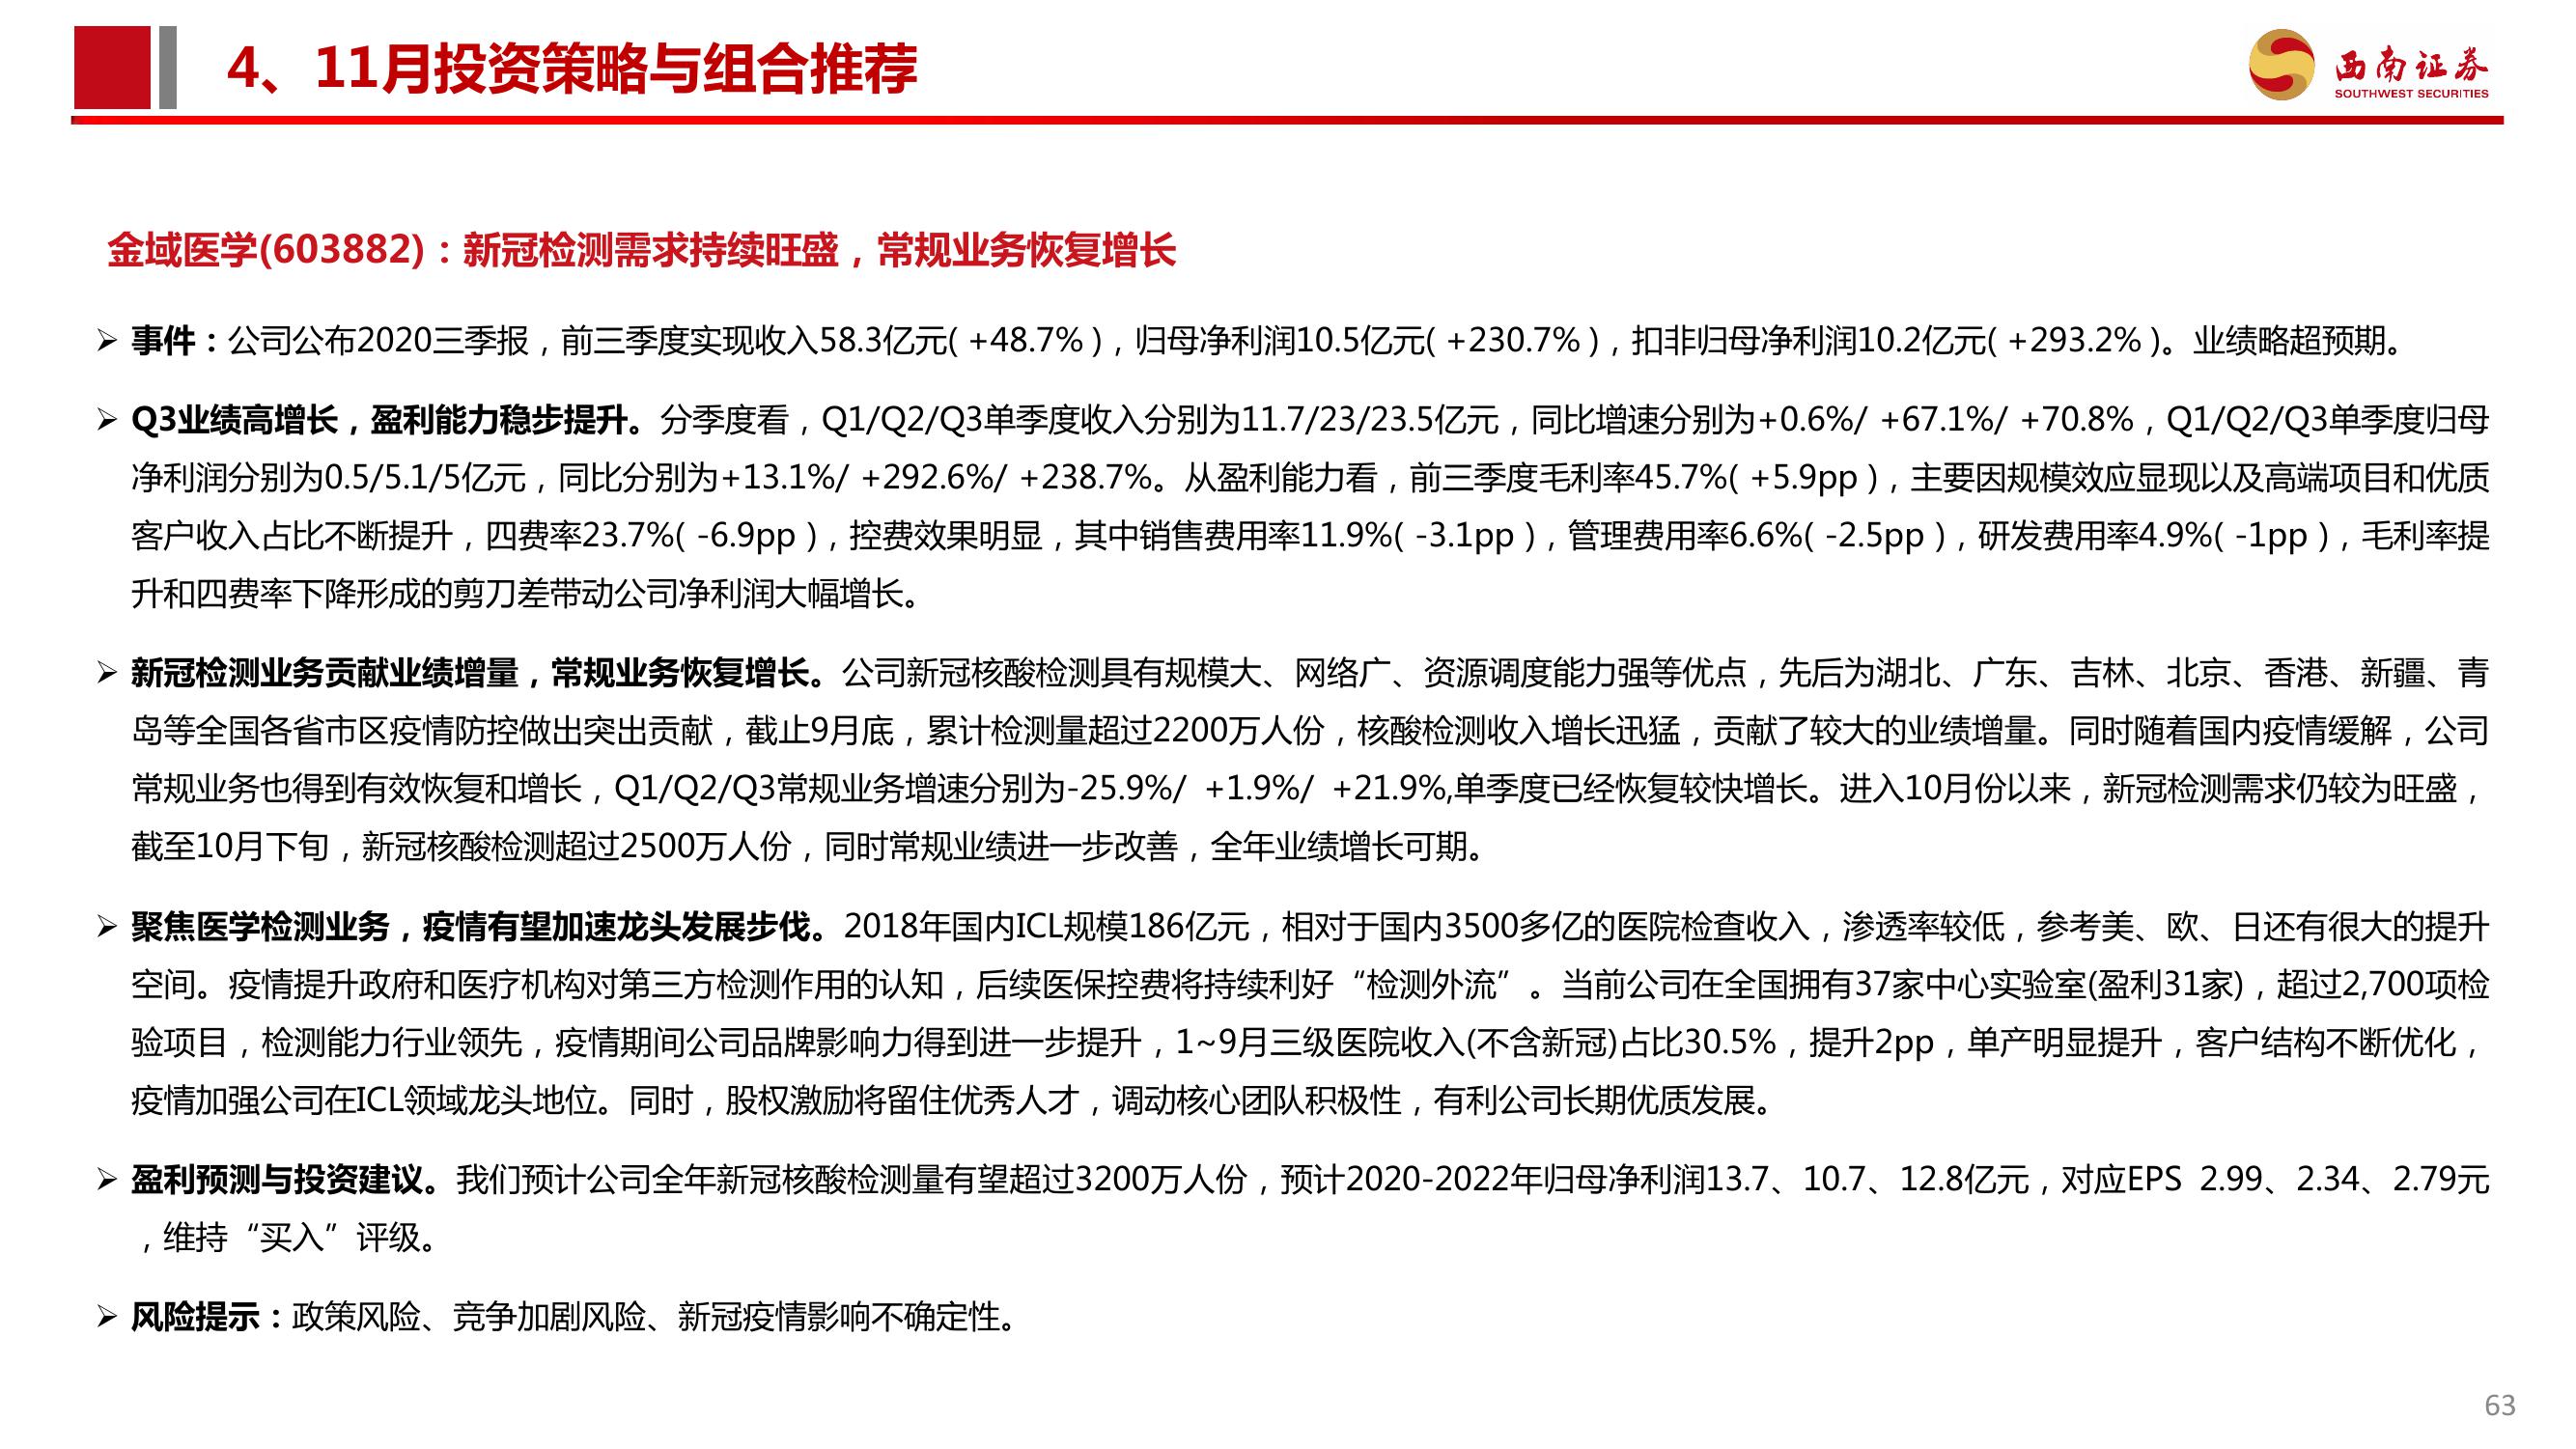 4、11月投资策略与组合推荐
西南证券
SOUTHWEST SECURITIES
金域医学(603882)：新冠检测需求持续旺盛，常规业务恢复增长
➢ 事件：公司公布2020三季报，前三季度实现收入58.3亿元( +48.7% )，归母净利润10.5亿元( +230.7% )，扣非归母净利润10.2亿元( +293.2% )。业绩略超预期。
➢ Q3业绩高增长，盈利能力稳步提升。分季度看，Q1/Q2/Q3单季度收入分别为11.7/23/23.5亿元，同比增速分别为+0.6%/ +67.1%/ +70.8%，Q1/Q2/Q3单季度归母
净利润分别为0.5/5.1/5亿元，同比分别为+13.1%/ +292.6%/ +238.7%。从盈利能力看，前三季度毛利率45.7%( +5.9pp )，主要因规模效应显现以及高端项目和优质
客户收入占比不断提升，四费率23.7%( -6.9pp )，控费效果明显，其中销售费用率11.9%( -3.1pp )，管理费用率6.6%( -2.5pp )，研发费用率4.9%( -1pp )，毛利率提
升和四费率下降形成的剪刀差带动公司净利润大幅增长。
➢ 新冠检测业务贡献业绩增量，常规业务恢复增长。公司新冠核酸检测具有规模大、网络广、资源调度能力强等优点，先后为湖北、广东、吉林、北京、香港、新疆、青
岛等全国各省市区疫情防控做出突出贡献，截止9月底，累计检测量超过2200万人份，核酸检测收入增长迅猛，贡献了较大的业绩增量。同时随着国内疫情缓解，公司
常规业务也得到有效恢复和增长，Q1/Q2/Q3常规业务增速分别为-25.9%/ +1.9%/ +21.9%,单季度已经恢复较快增长。进入10月份以来，新冠检测需求仍较为旺盛，
截至10月下旬，新冠核酸检测超过2500万人份，同时常规业绩进一步改善，全年业绩增长可期。
➢ 聚焦医学检测业务，疫情有望加速龙头发展步伐。2018年国内ICL规模186亿元，相对于国内3500多亿的医院检查收入，渗透率较低，参考美、欧、日还有很大的提升
空间。疫情提升政府和医疗机构对第三方检测作用的认知，后续医保控费将持续利好“检测外流”。当前公司在全国拥有37家中心实验室(盈利31家)，超过2,700项检
验项目，检测能力行业领先，疫情期间公司品牌影响力得到进一步提升，1~9月三级医院收入(不含新冠)占比30.5%，提升2pp，单产明显提升，客户结构不断优化，
疫情加强公司在ICL领域龙头地位。同时，股权激励将留住优秀人才，调动核心团队积极性，有利公司长期优质发展。
➢ 盈利预测与投资建议。我们预计公司全年新冠核酸检测量有望超过3200万人份，预计2020-2022年归母净利润13.7、10.7、12.8亿元，对应EPS 2.99、2.34、2.79元
，维持“买入”评级。
➢ 风险提示：政策风险、竞争加剧风险、新冠疫情影响不确定性。
63